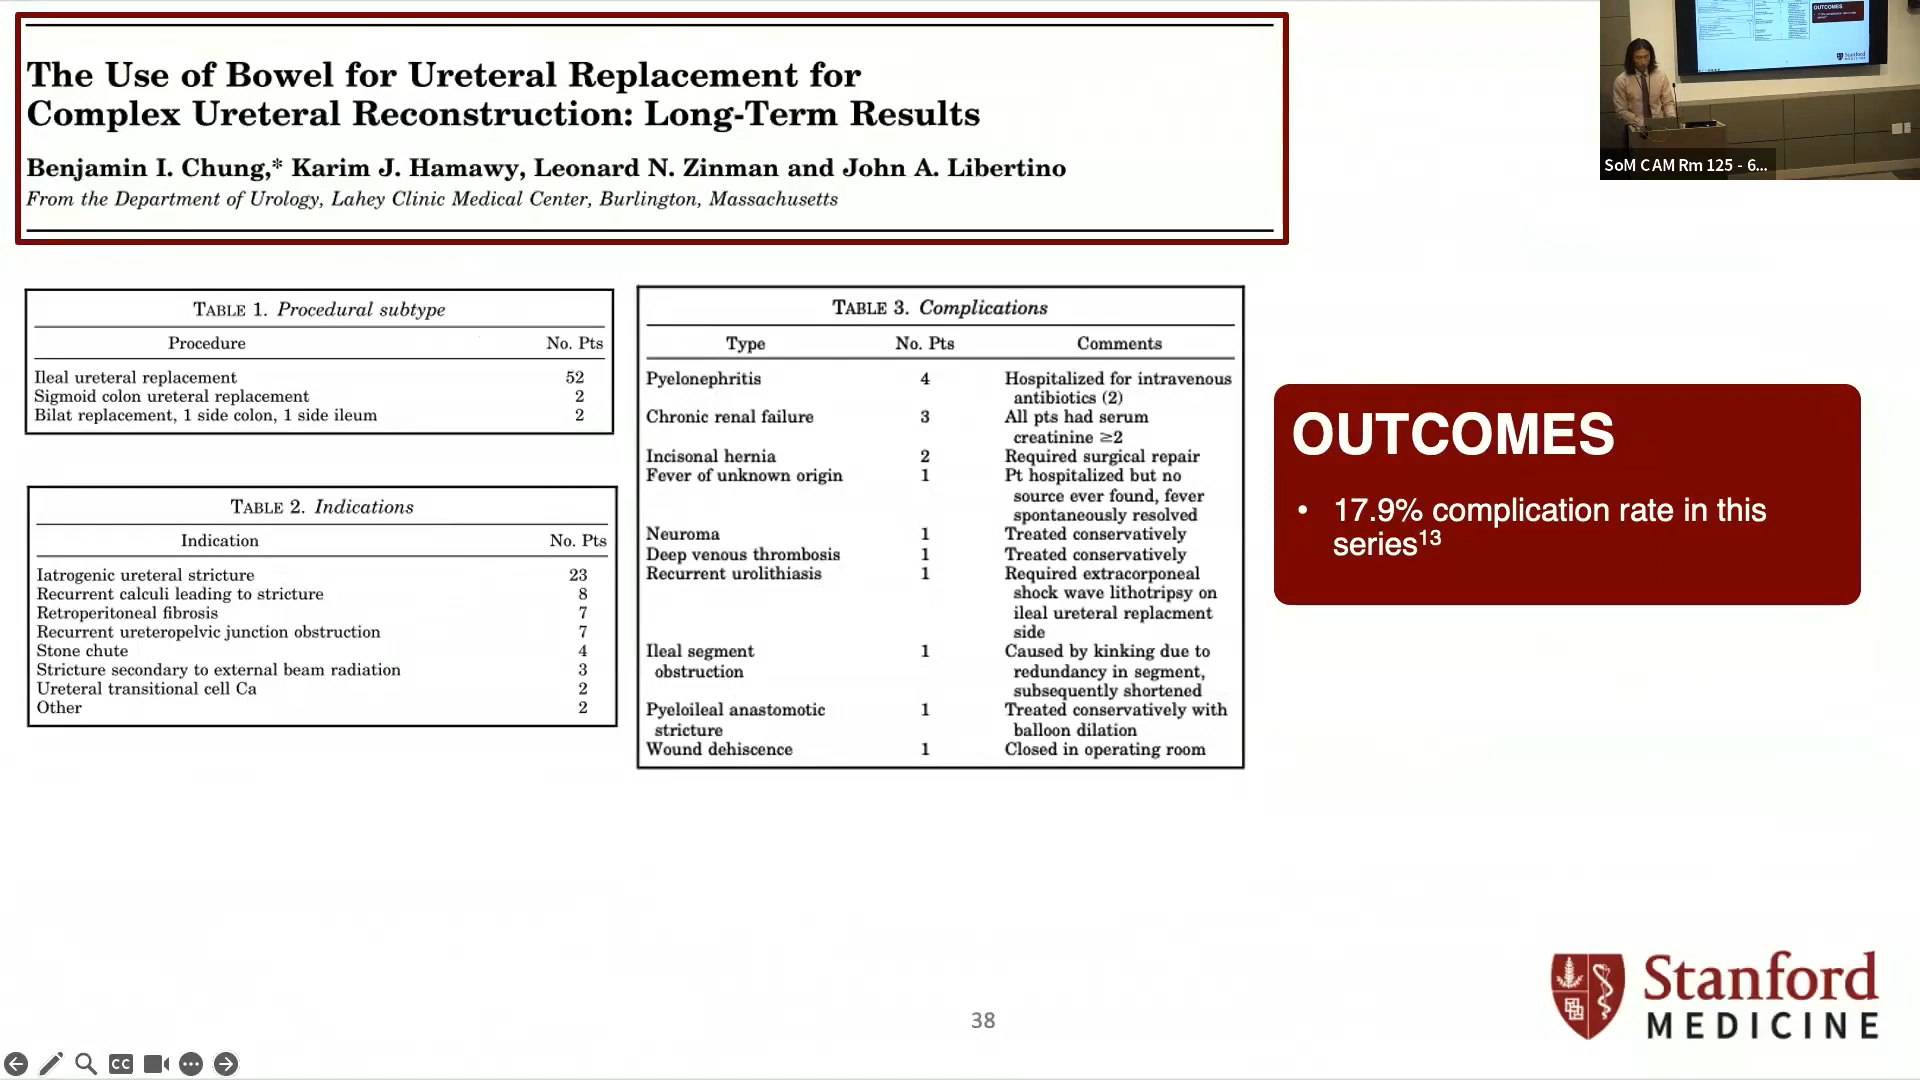 The Use of Bowel for Ureteral Replacement for
Complex Ureteral Reconstruction: Long-Term Results
Benjamin I. Chung,* Karim J. Hamawy, Leonard N. Zinman and John A. Libertino
From the Department of Urology, Lahey Clinic Medical Center, Burlington, Massachusetts
OUTCOMES
Stanford
MEDICINE
SoM CAM Rm 125 - 6...
TABLE 1. Procedural subtype
Procedure No. Pts
Ileal ureteral replacement 52
Sigmoid colon ureteral replacement 2
Bilat replacement, 1 side colon, 1 side ileum 2
TABLE 2. Indications
Indication No. Pts
Iatrogenic ureteral stricture 23
Recurrent calculi leading to stricture 8
Retroperitoneal fibrosis 7
Recurrent ureteropelvic junction obstruction 7
Stone chute 4
Stricture secondary to external beam radiation 3
Ureteral transitional cell Ca 2
Other 2
TABLE 3. Complications
Type No. Pts Comments
Pyelonephritis 4 Hospitalized for intravenous
antibiotics (2)
Chronic renal failure 3 All pts had serum
creatinine ≥2
Incisonal hernia 2 Required surgical repair
Fever of unknown origin 1 Pt hospitalized but no
source ever found, fever
spontaneously resolved
Neuroma 1 Treated conservatively
Deep venous thrombosis 1 Treated conservatively
Recurrent urolithiasis 1 Required extracorponeal
shock wave lithotripsy on
ileal ureteral replacment
side
Ileal segment 1 Caused by kinking due to
obstruction redundancy in segment,
subsequently shortened
Pyeloileal anastomotic 1 Treated conservatively with
stricture balloon dilation
Wound dehiscence 1 Closed in operating room
OUTCOMES
• 17.9% complication rate in this
series¹³
38
Stanford
MEDICINE
CC